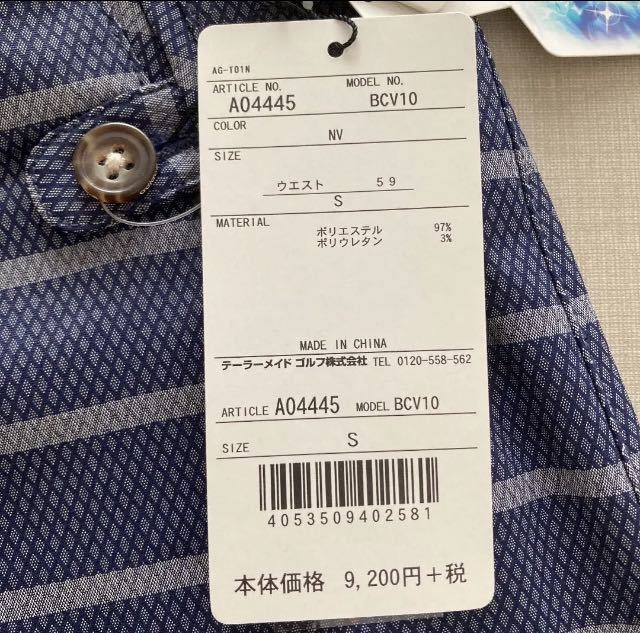 AG-T01N
ARTICLE NO. MODEL NO.
A04445 BCV10
COLOR
NV
SIZE
ウエスト 59
S
MATERIAL
ポリエステル 97%
ポリウレタン 3%
MADE IN CHINA
テーラーメイド ゴルフ株式会社 TEL 0120-558-562
ARTICLE A04445 MODEL BCV10
SIZE S
4053509402581
本体価格 9,200円+税